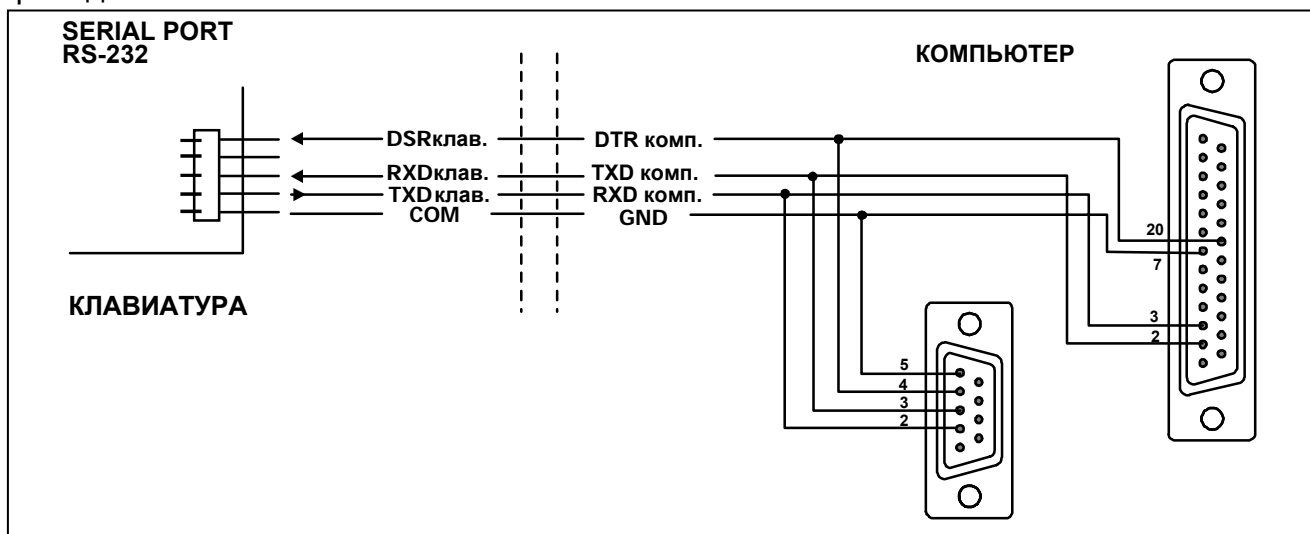 SERIAL PORT
RS-232
КОМПЬЮТЕР
DSRклав. DTR комп.
RXDклав. TXD комп.
TXDклав. RXD комп.
COM GND
20
7
КЛАВИАТУРА
3
2
5
4
3
2